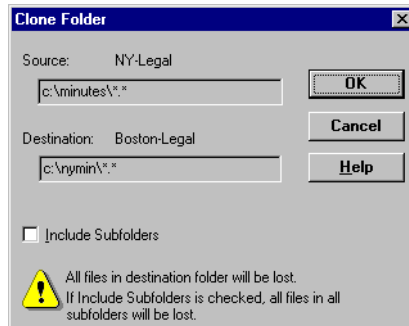 Clone Folder
Source: NY-Legal
c:\minutes\*.*
OK
Cancel
Destination: Boston-Legal
c:\nymin\*.*
Help
Include Subfolders
All files in destination folder will be lost.
If Include Subfolders is checked, all files in all
subfolders will be lost.